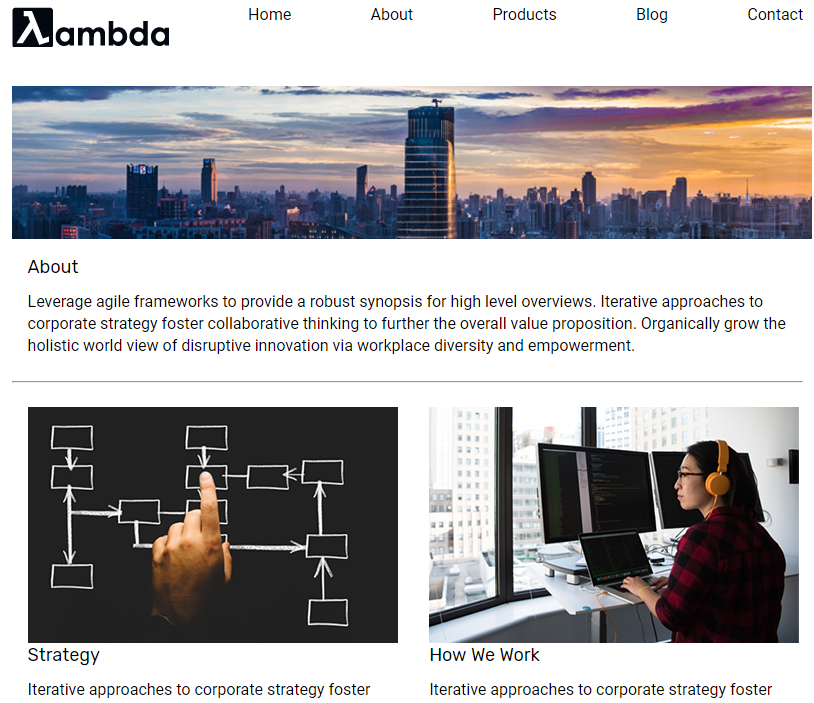 λambda
Home About Products Blog Contact
About
Leverage agile frameworks to provide a robust synopsis for high level overviews. Iterative approaches to
corporate strategy foster collaborative thinking to further the overall value proposition. Organically grow the
holistic world view of disruptive innovation via workplace diversity and empowerment.
Strategy
How We Work
Iterative approaches to corporate strategy foster
Iterative approaches to corporate strategy foster